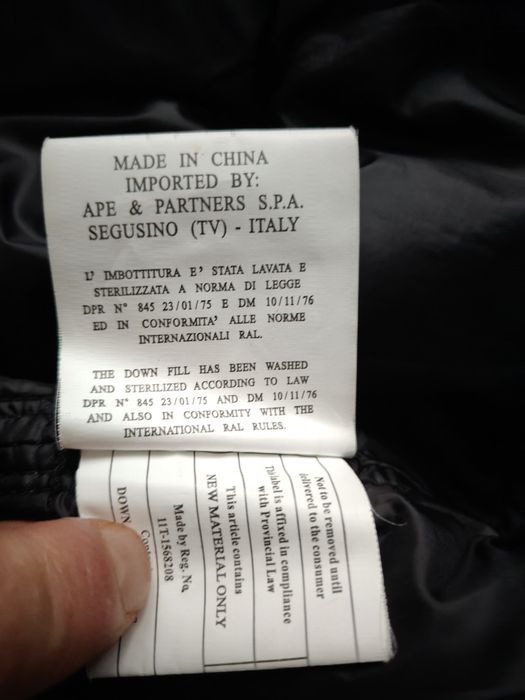 MADE IN CHINA
IMPORTED BY:
APE & PARTNERS S.P.A.
SEGUSINO (TV) - ITALY
L' IMBOTTITURA E' STATA LAVATA E
STERILIZZATA A NORMA DI LEGGE
DPR N° 845 23/01/75 E DM 10/11/76
ED IN CONFORMITA' ALLE NORME
INTERNAZIONALI RAL.
THE DOWN FILL HAS BEEN WASHED
AND STERILIZED ACCORDING TO LAW
DPR N° 845 23/01/75 AND DM 10/11/76
AND ALSO IN CONFORMITY WITH THE
INTERNATIONAL RAL RULES.
Not to be removed until
delivered to the consumer
This label is affixed in compliance
with Provincial Law
This article contains
NEW MATERIAL ONLY
Made by Reg. No.
11T-1568208
DOWN